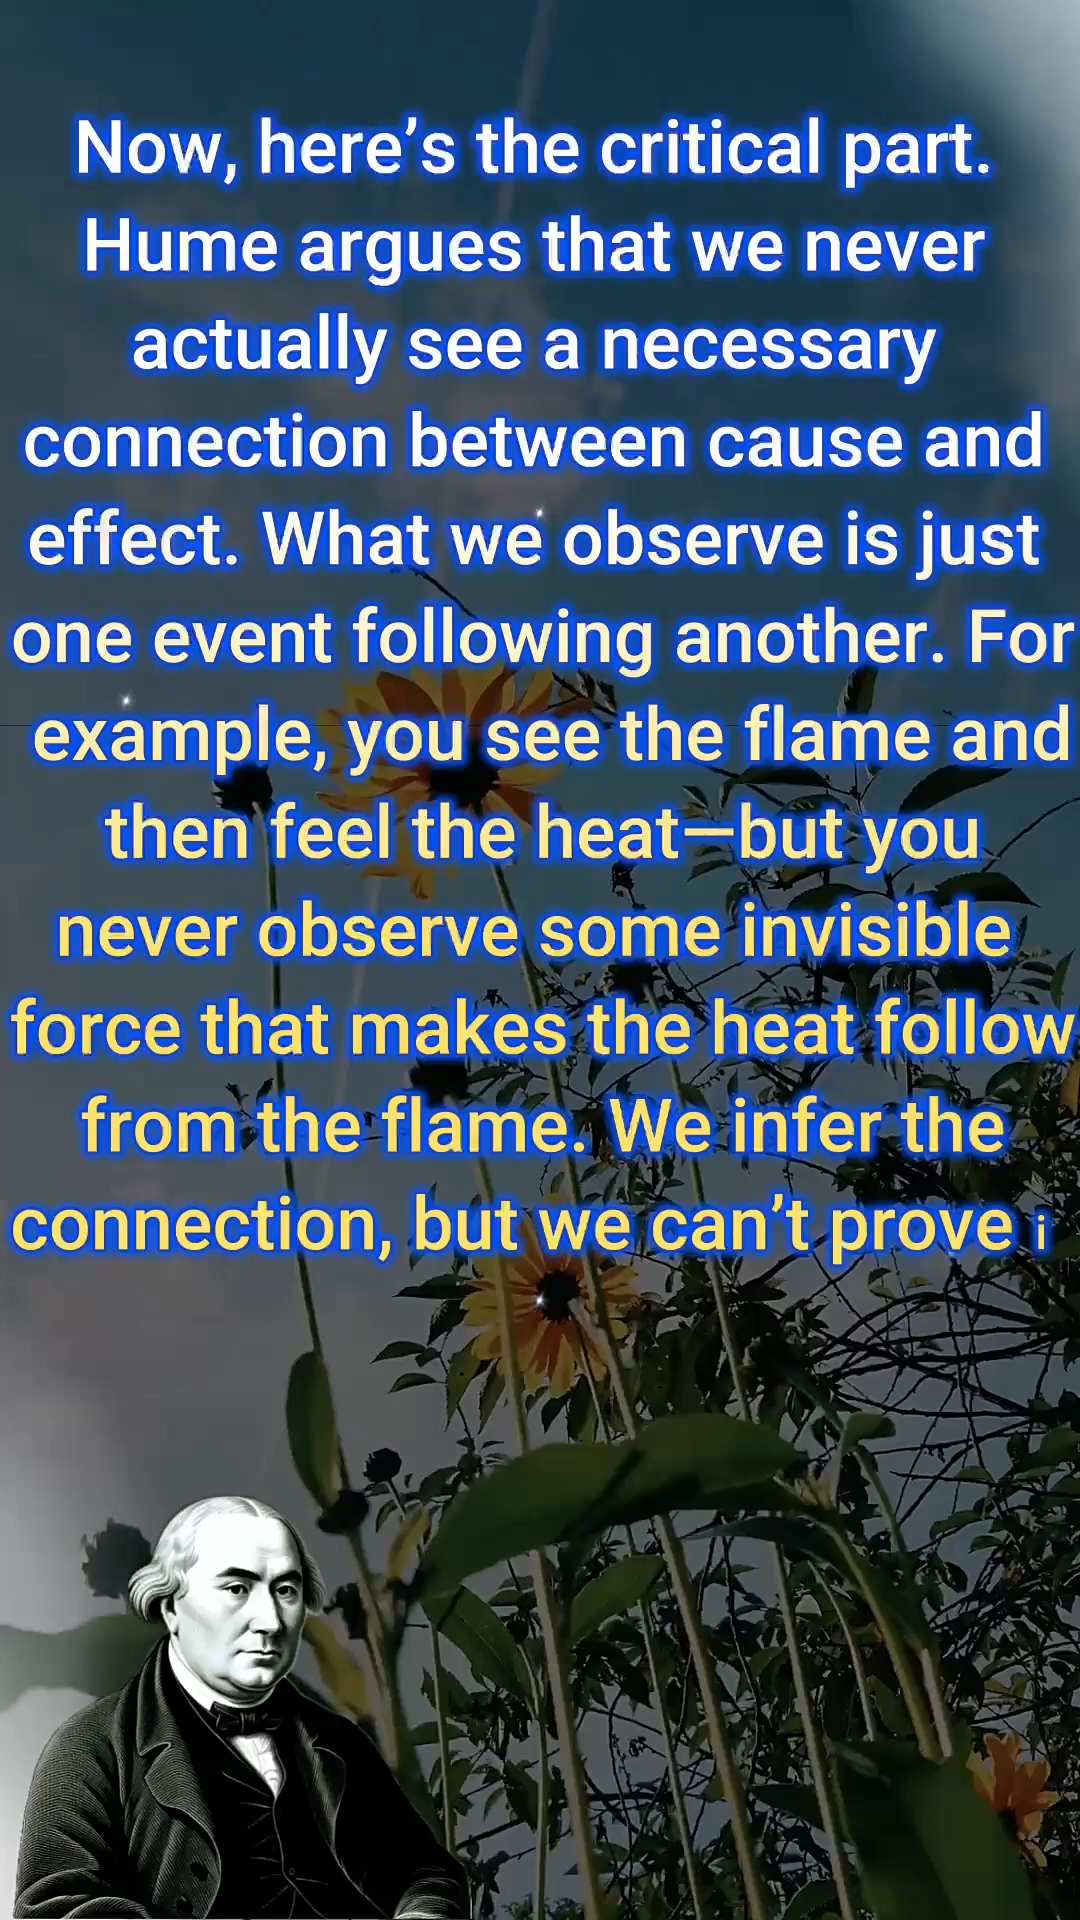 Now, here’s the critical part.
Hume argues that we never
actually see a necessary
connection between cause and
effect. What we observe is just
one event following another. For
example, you see the flame and
then feel the heat—but you
never observe some invisible
force that makes the heat follow
from the flame. We infer the
connection, but we can’t prove i